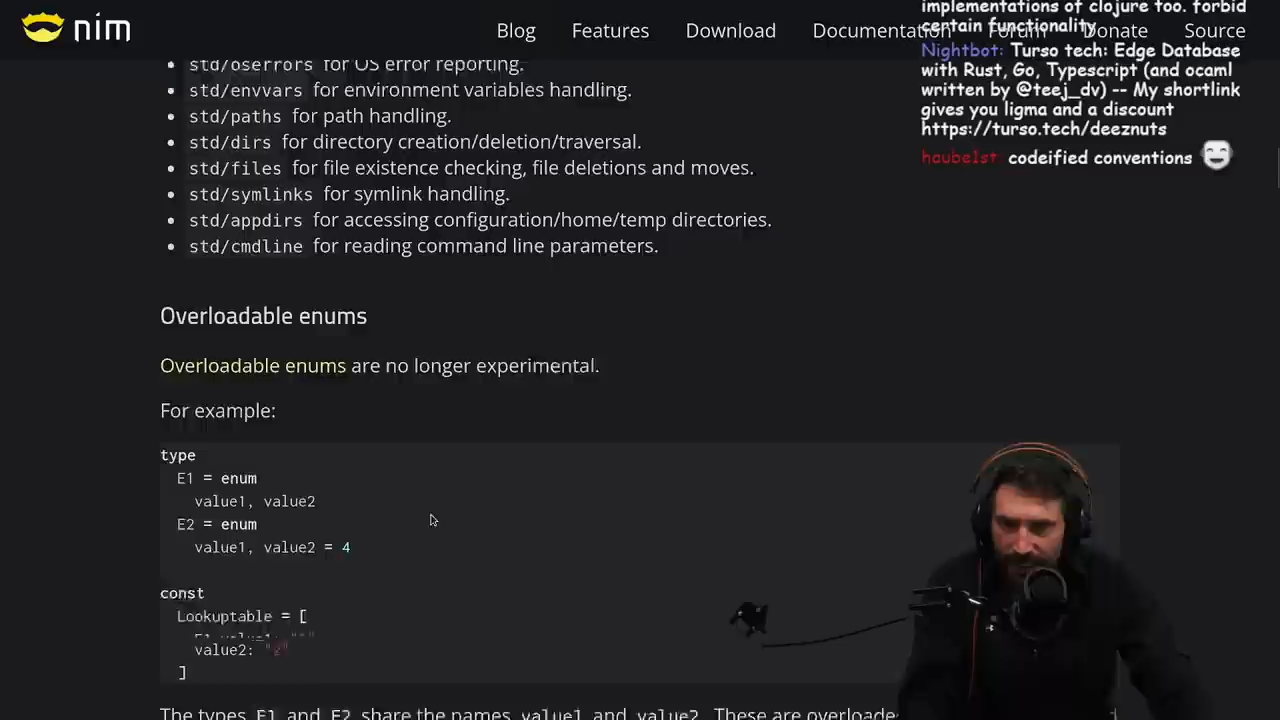 nim
Blog Features Download Documentation Forum Donate Source
std/oserrors for OS error reporting.
std/envvars for environment variables handling.
std/paths for path handling.
std/dirs for directory creation/deletion/traversal.
std/files for file existence checking, file deletions and moves.
std/symlinks for symlink handling.
std/appdirs for accessing configuration/home/temp directories.
std/cmdline for reading command line parameters.
Overloadable enums
Overloadable enums are no longer experimental.
For example:
type
E1 = enum
value1, value2
E2 = enum
value1, value2 = 4
const
Lookuptable = [
value2: "2"
]
The types E1 and E2 share the names value1 and value2. These are
implementations of clojure too. forbid
certain functionality
Nightbot: Turso tech: Edge Database
with Rust, Go, Typescript (and ocaml
written by @teej_dv) -- My shortlink
gives you ligma and a discount
https://turso.tech/deeznuts
haube1st: codeified conventions